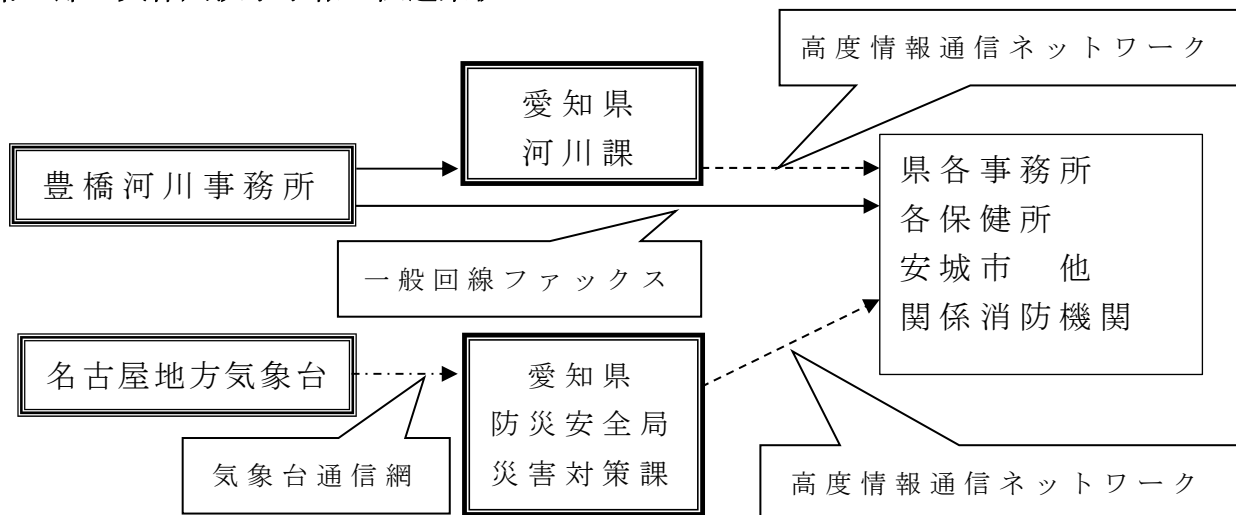 高度情報通信ネットワーク
愛知県
河川課
豊橋河川事務所
県各事務所
各保健所
安城市　他
関係消防機関
一般回線ファックス
名古屋地方気象台
愛知県
防災安全局
災害対策課
気象台通信網
高度情報通信ネットワーク